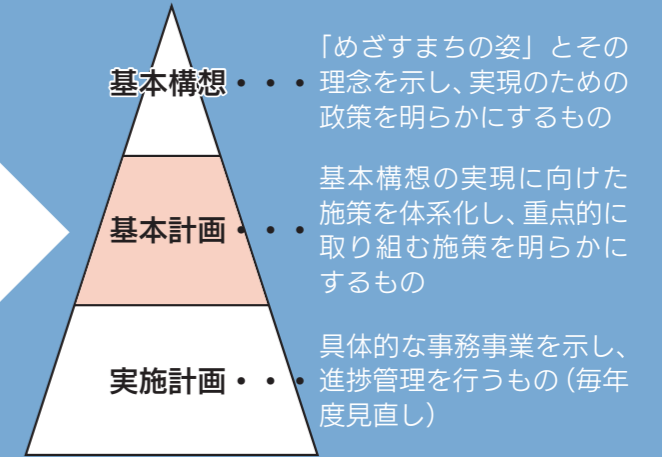 基本構想・・・
「めざすまちの姿」とその
理念を示し、実現のための
政策を明らかにするもの
基本計画・・・
基本構想の実現に向けた
施策を体系化し、重点的に
取り組む施策を明らかに
するもの
実施計画・・・
具体的な事務事業を示し、
進捗管理を行うもの（毎年
度見直し）